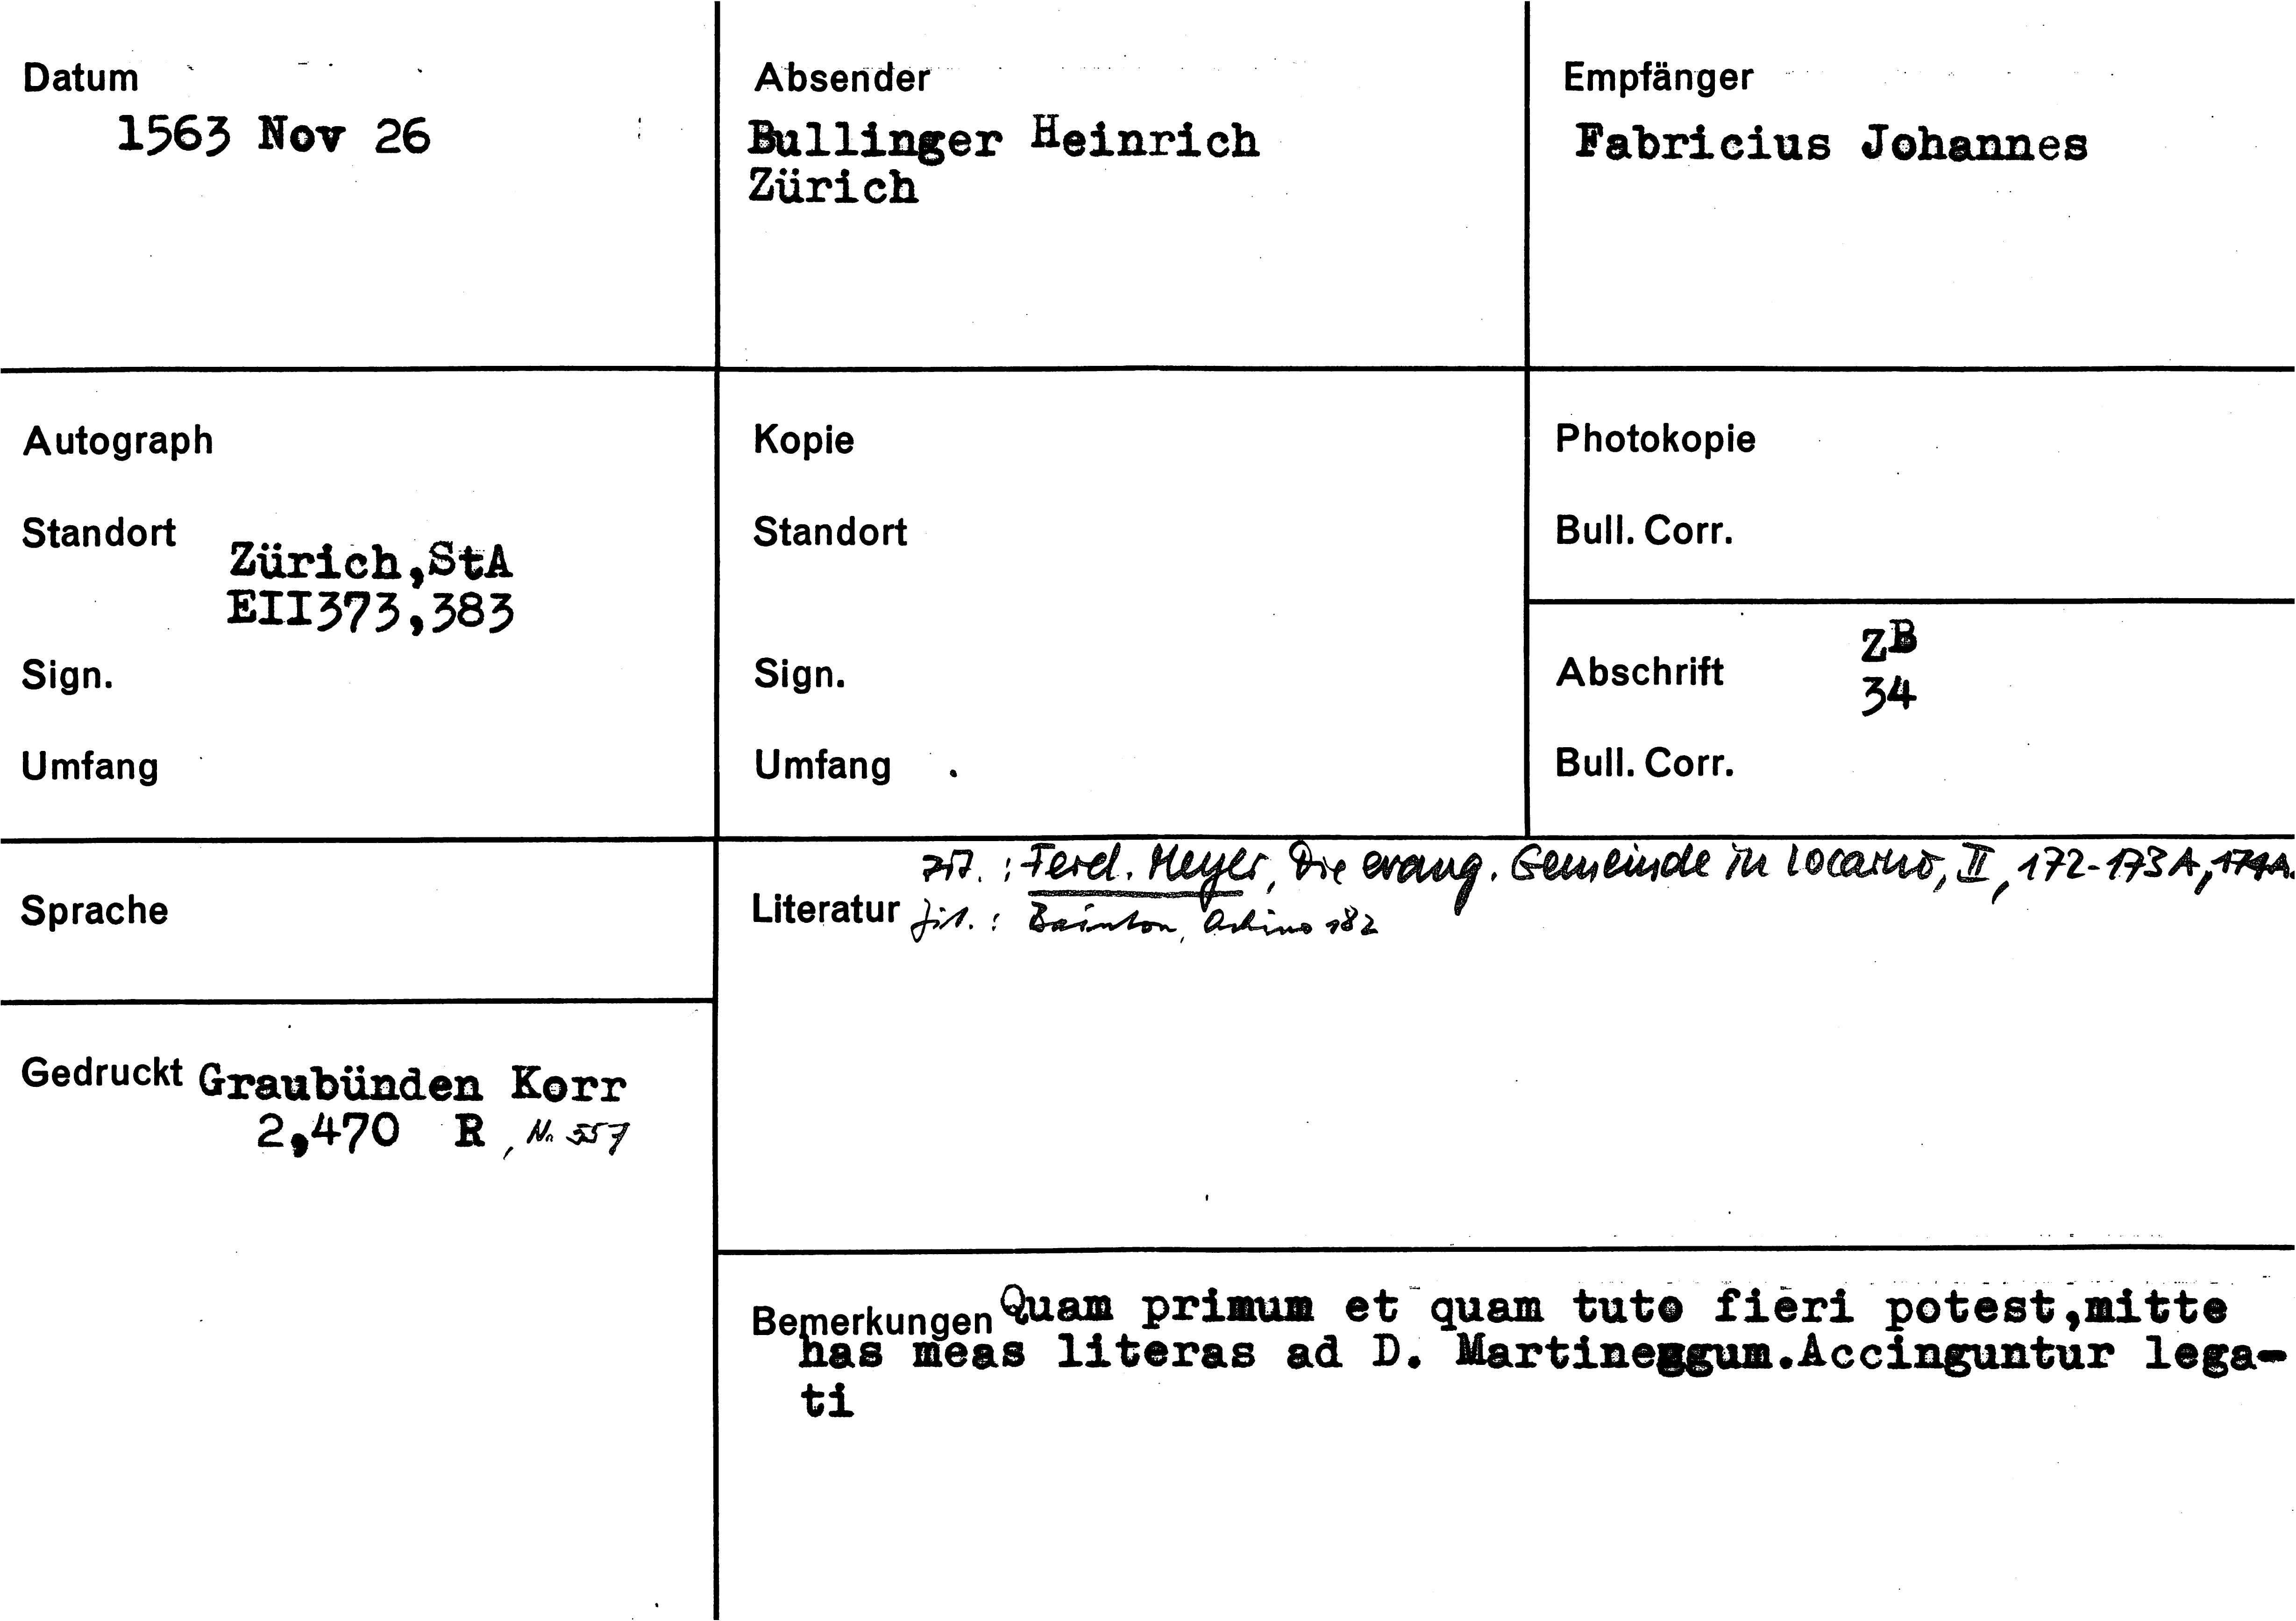 Datum
1563 Nov 26
Absender
Bullinger Heinrich
Zürich
Empfänger
Fabricius Johannes
Autograph
Standort
Zürich,StA
EII373,383
Sign.
Umfang
Kopie
Standort
Sign.
Umfang
Photokopie
Bull. Corr.
Abschrift
ZB
34
Bull. Corr.
Sprache
Literatur
zit. : Ferd. Meyer, Die evang. Gemeinde in Locarno, II, 172-173A, 174A.
zit. : Bainton, Ochino 182
Gedruckt Graubünden Korr
2,470 R , Nr. 557
Bemerkungen Quam primum et quam tuto fieri potest,mitte
has meas literas ad D. Martineggum.Accinguntur lega-
ti